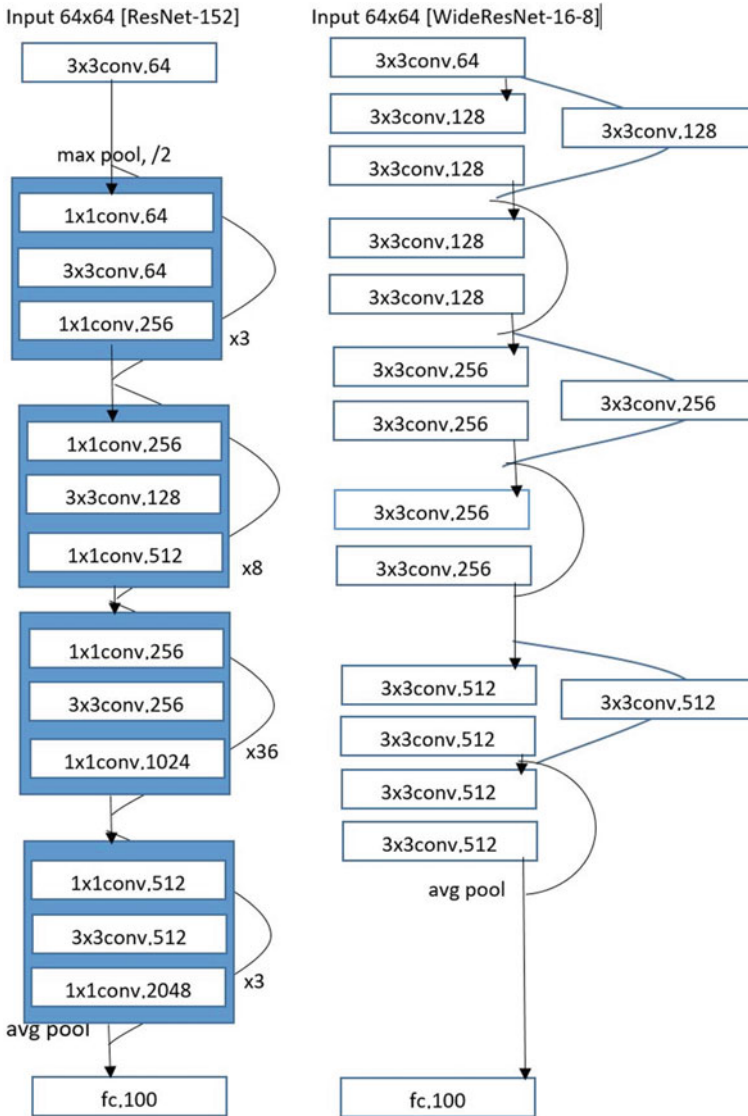 Input 64x64 [ResNet-152]
3x3conv.64
max pool, /2
1x1conv.64
3x3conv.64
1x1conv.256
x3
1x1conv.256
3x3conv.128
1x1conv.512
x8
1x1conv.256
3x3conv.256
1x1conv.1024
x36
1x1conv.512
3x3conv.512
1x1conv.2048
x3
avg pool
fc.100
Input 64x64 [WideResNet-16-8]
3x3conv.64
3x3conv.128
3x3conv.128
3x3conv.128
3x3conv.128
3x3conv.128
3x3conv.256
3x3conv.256
3x3conv.256
3x3conv.256
3x3conv.256
3x3conv.512
3x3conv.512
3x3conv.512
3x3conv.512
3x3conv.512
avg pool
fc.100